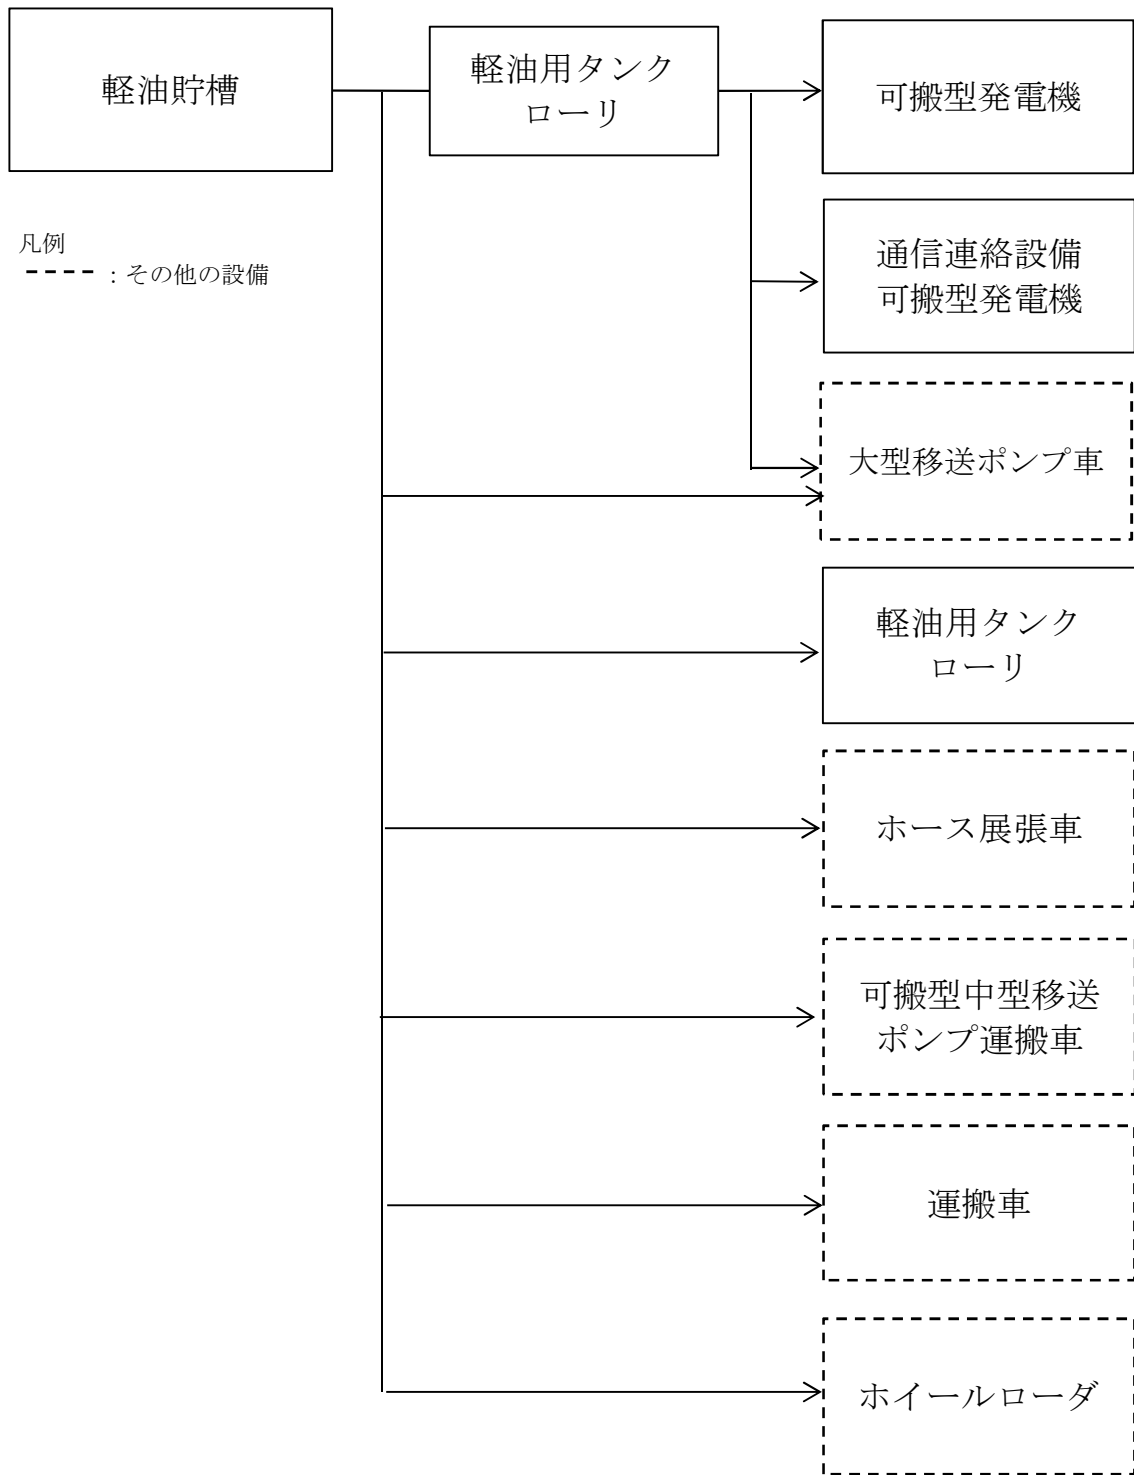 軽油貯槽
軽油用タンク
ローリ
可搬型発電機
凡例
：その他の設備
通信連絡設備
可搬型発電機
大型移送ポンプ車
軽油用タンク
ローリ
ホース展張車
可搬型中型移送
ポンプ運搬車
運搬車
ホイールローダ